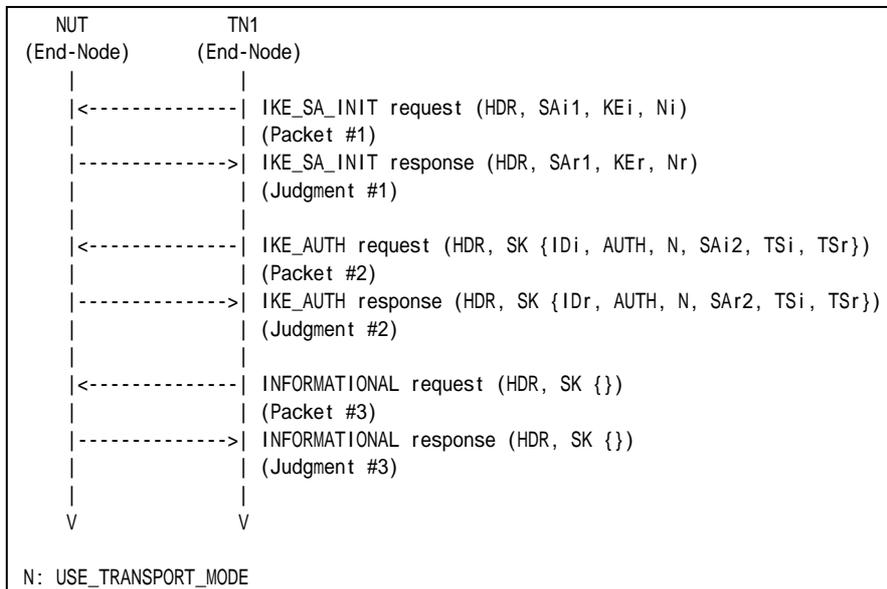 NUT TN1
(End-Node) (End-Node)
| |
|<--------------| IKE_SA_INIT request (HDR, SAi1, KEi, Ni)
| | (Packet #1)
|-------------->| IKE_SA_INIT response (HDR, SAr1, KEr, Nr)
| | (Judgment #1)
| |
|<--------------| IKE_AUTH request (HDR, SK {IDi, AUTH, N, SAi2, TSi, TSr})
| | (Packet #2)
|-------------->| IKE_AUTH response (HDR, SK {IDr, AUTH, N, SAr2, TSi, TSr})
| | (Judgment #2)
| |
|<--------------| INFORMATIONAL request (HDR, SK {})
| | (Packet #3)
|-------------->| INFORMATIONAL response (HDR, SK {})
| | (Judgment #3)
| |
V V
N: USE_TRANSPORT_MODE